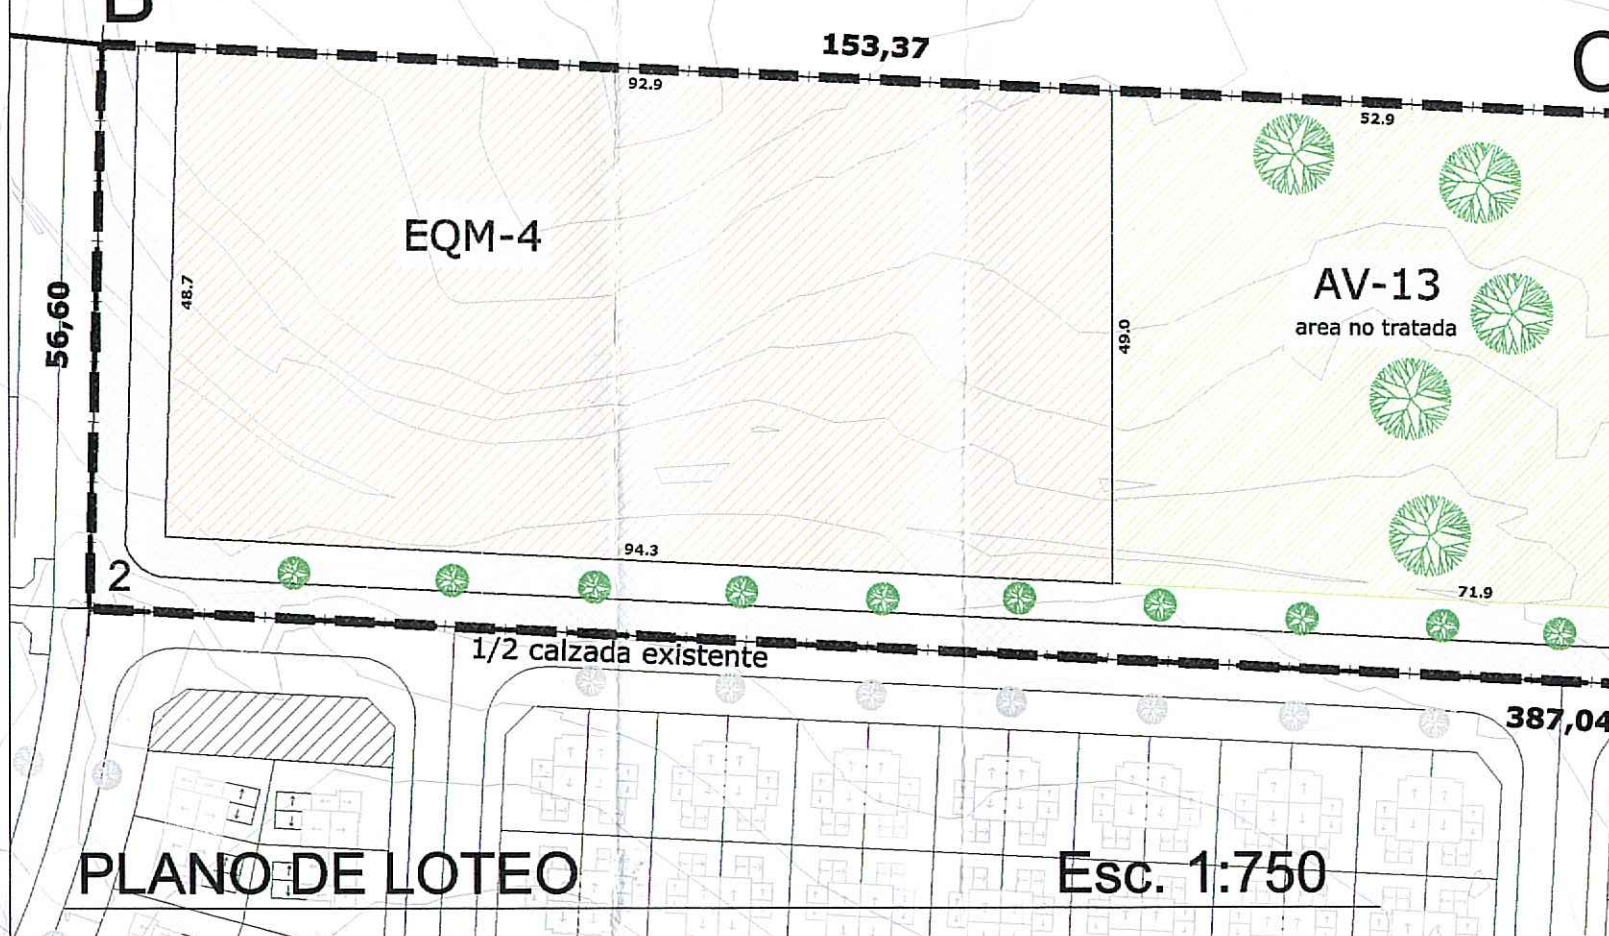 B
153,37
C
92.9
52.9
EQM-4
48.7
56,60
49.0
AV-13
area no tratada
94.3
2
71.9
1/2 calzada existente
387,04
PLANO DE LOTEO
Esc. 1:750